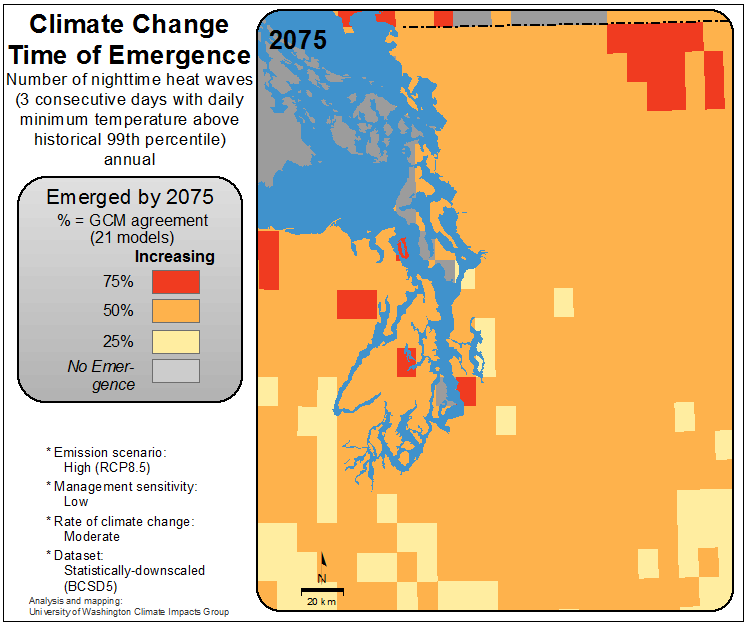 Climate Change
Time of Emergence
Number of nighttime heat waves
(3 consecutive days with daily
minimum temperature above
historical 99th percentile)
annual
Emerged by 2075
% = GCM agreement
(21 models)
Increasing
75%
50%
25%
No Emer-
gence
* Emission scenario:
High (RCP8.5)
* Management sensitivity:
Low
* Rate of climate change:
Moderate
* Dataset:
Statistically-downscaled
(BCSD5)
Analysis and mapping:
University of Washington Climate Impacts Group
2075
N
20 km